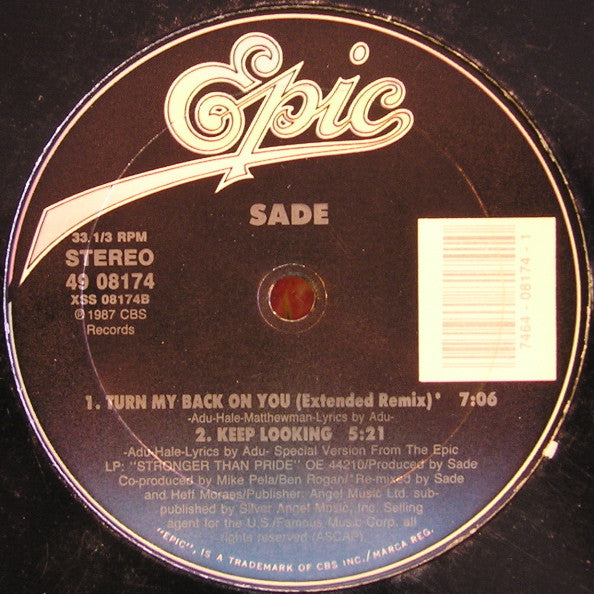 Epic
SADE
33.1/3 RPM
STEREO
49 08174
XSS 08174B
℗ 1987 CBS
Records
7464-08174-1
1. TURN MY BACK ON YOU (Extended Remix)* 7:06
-Adu-Hale-Matthewman-Lyrics by Adu-
2. KEEP LOOKING 5:21
-Adu-Hale-Lyrics by Adu- Special Version From The Epic
LP: "STRONGER THAN PRIDE" OE 44210/Produced by Sade
Co-produced by Mike Pela/Ben Rogan/*Re-mixed by Sade
and Heff Moraes/Publisher: Angel Music Ltd. sub-
published by Silver Angel Music, Inc. Selling
agent for the U.S./Famous Music Corp. all
rights reserved (ASCAP).
"EPIC", IS A TRADEMARK OF CBS INC./MARCA REG.